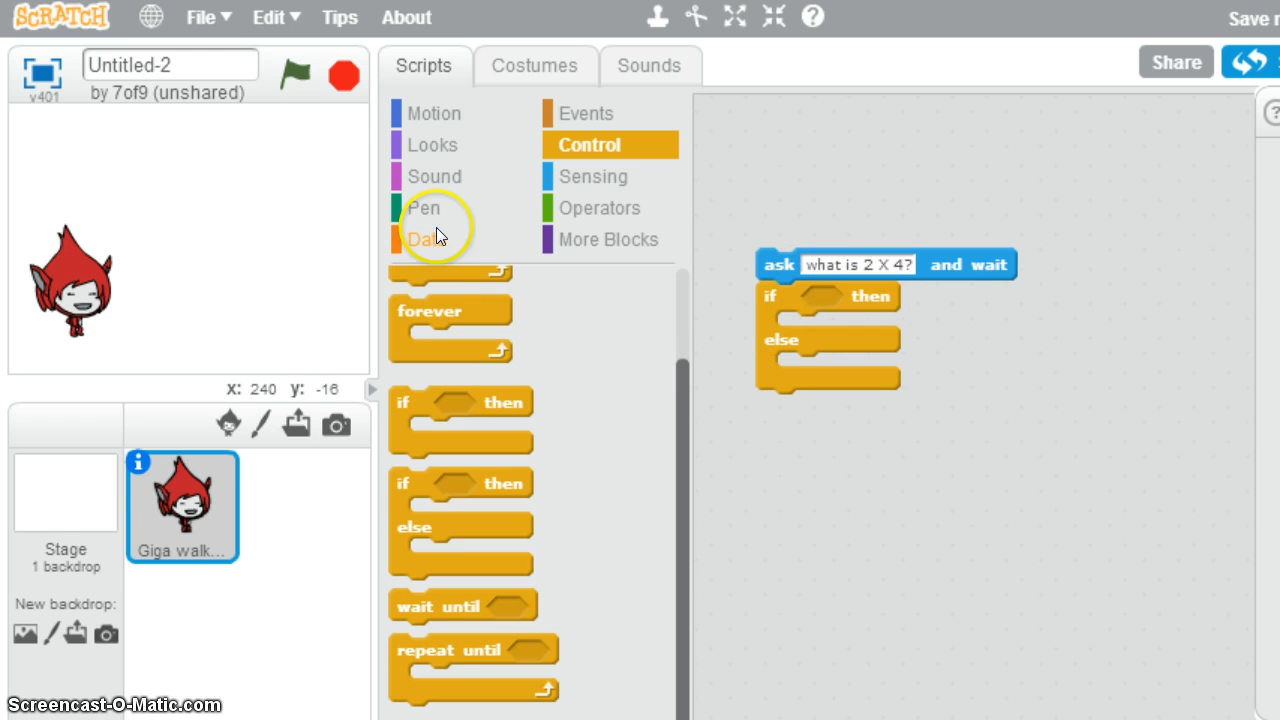 SCRATCH File▼ Edit▼ Tips About Save
v401 Untitled-2
by 7of9 (unshared)
Scripts Costumes Sounds Share
Motion Events
Looks Control
Sound Sensing
Pen Operators
More Blocks
forever
if then
if then
else
wait until
repeat until
ask what is 2 X 4? and wait
if then
else
x: 240 y: -16
Giga walk...
Stage
1 backdrop
New backdrop:
Screencast-O-Matic.com